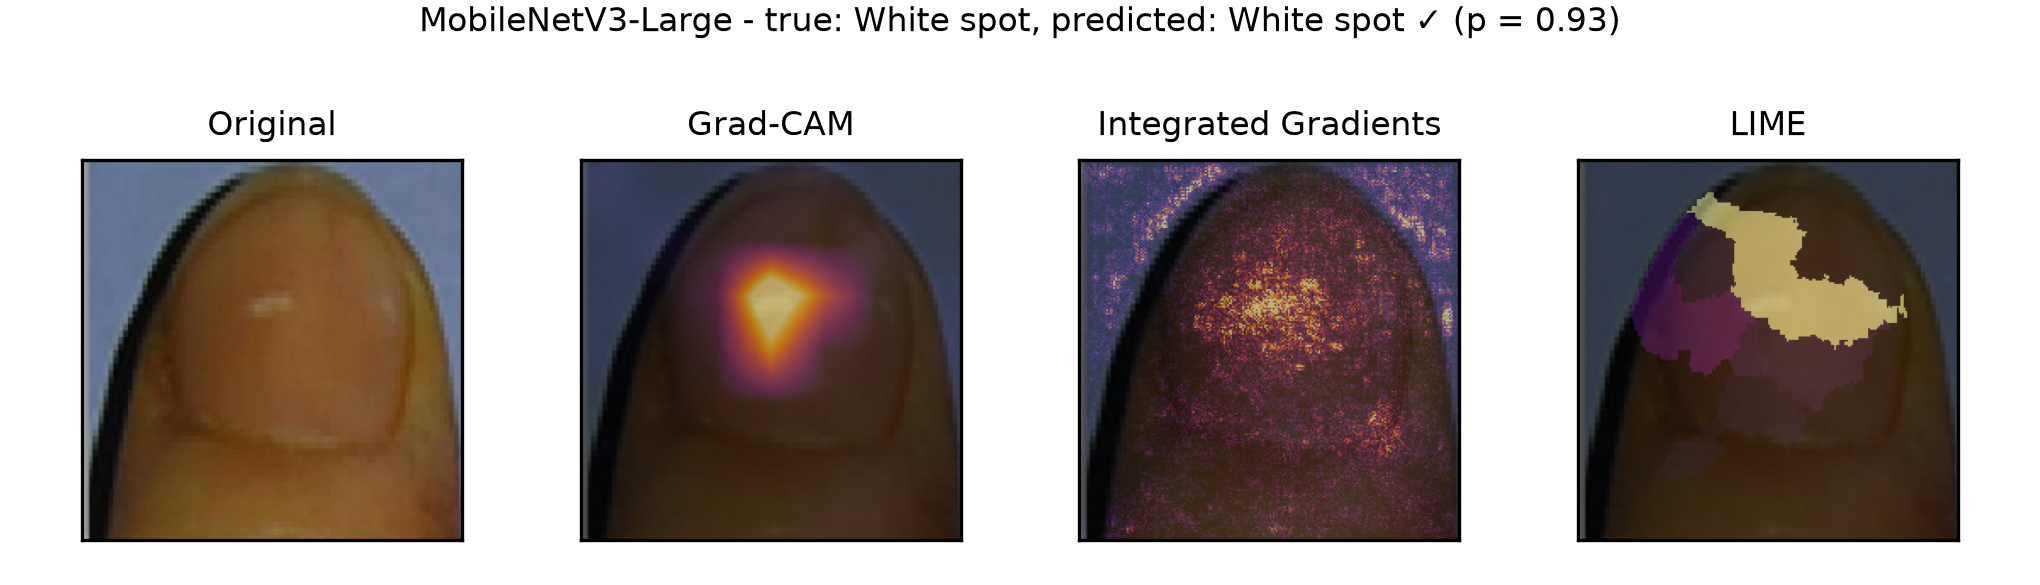 MobileNetV3-Large - true: White spot, predicted: White spot ✓ (p = 0.93)
Original
Grad-CAM
Integrated Gradients
LIME